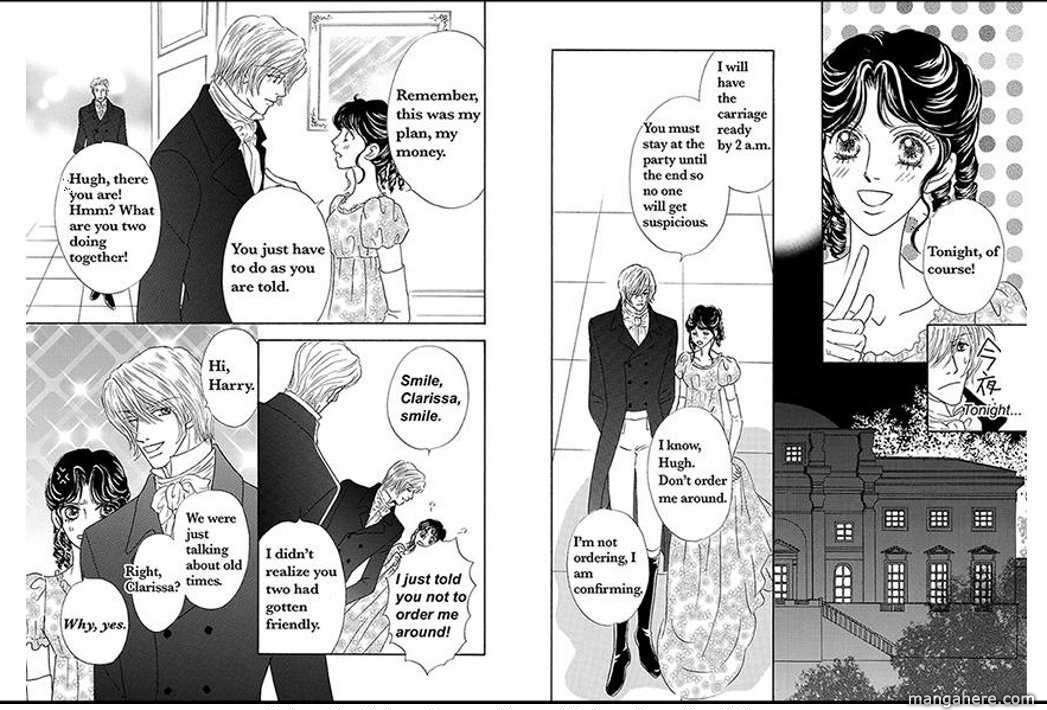 Tonight, of
course!
今夜
Tonight...
I will
have
the
carriage
ready
by 2 a.m.
You must
stay at the
party until
the end so
no one
will get
suspicious.
I know,
Hugh.
Don't order
me around.
I'm not
ordering, I
am
confirming.
Remember,
this was my
plan, my
money.
You just have
to do as you
are told.
Hugh, there
you are!
Hmm? What
are you two
doing
together!
Smile,
Clarissa,
smile.
I just told
you not to
order me
around!
I didn't
realize you
two had
gotten
friendly.
Hi,
Harry.
We were
just
talking
about old
times.
Right,
Clarissa?
Why, yes.
mangahere.com